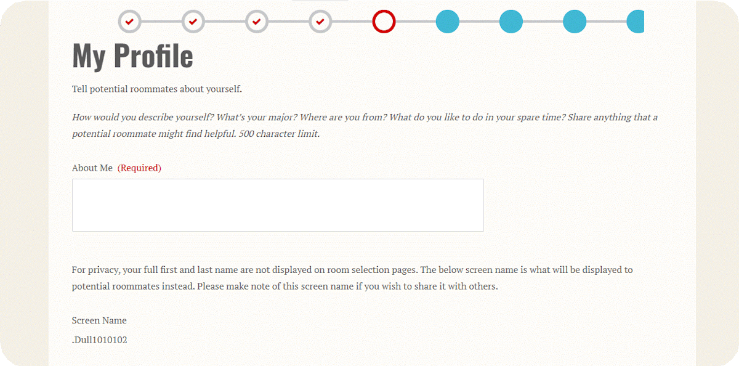 My Profile
Tell potential roommates about yourself.
How would you describe yourself? What's your major? Where are you from? What do you like to do in your spare time? Share anything that a
potential roommate might find helpful. 500 character limit.
About Me (Required)
For privacy, your full first and last name are not displayed on room selection pages. The below screen name is what will be displayed to
potential roommates instead. Please make note of this screen name if you wish to share it with others.
Screen Name
.Dull1010102